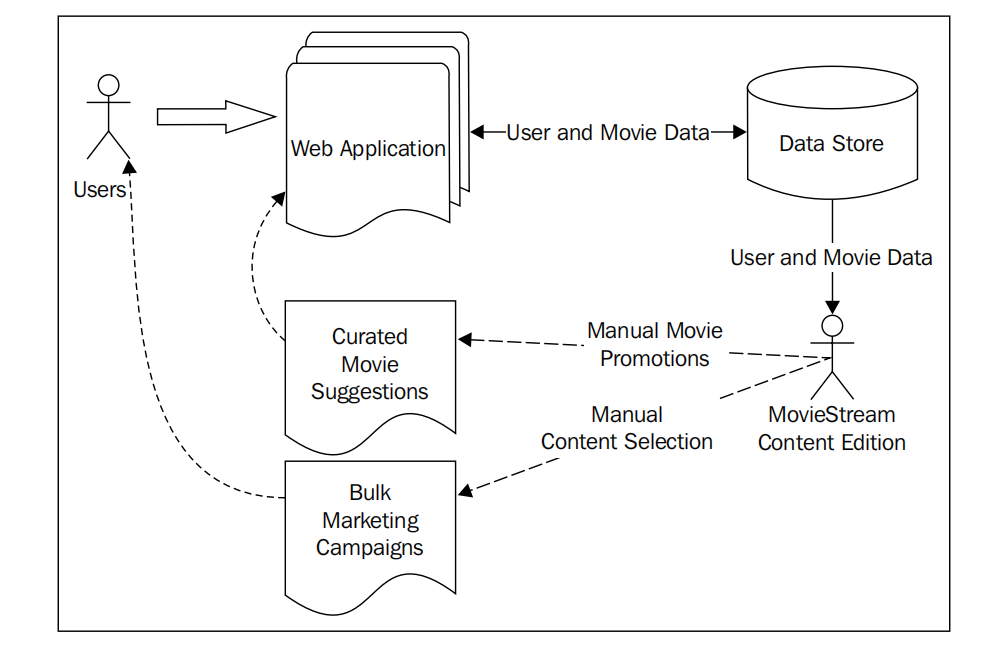 Web Application
User and Movie Data
Data Store
Users
User and Movie Data
Curated
Movie
Suggestions
Manual Movie
Promotions
Manual
Content Selection
MovieStream
Content Edition
Bulk
Marketing
Campaigns